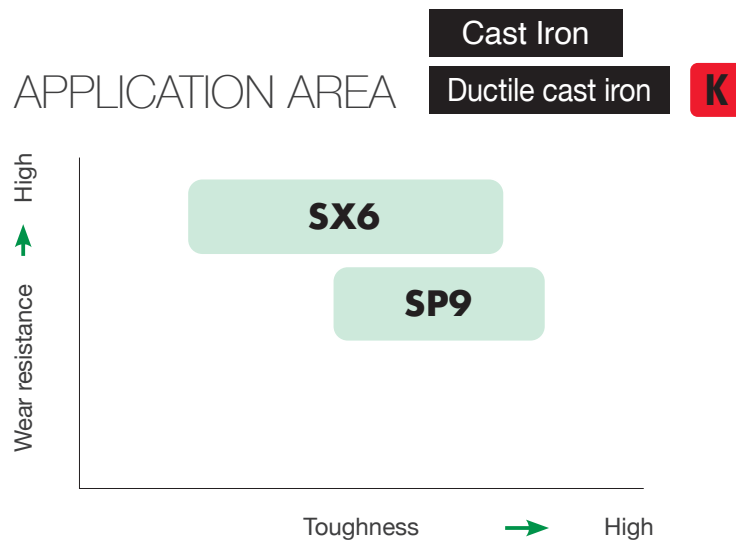 Cast Iron
APPLICATION AREA
Ductile cast iron
K
High
Wear resistance
SX6
SP9
Toughness
High